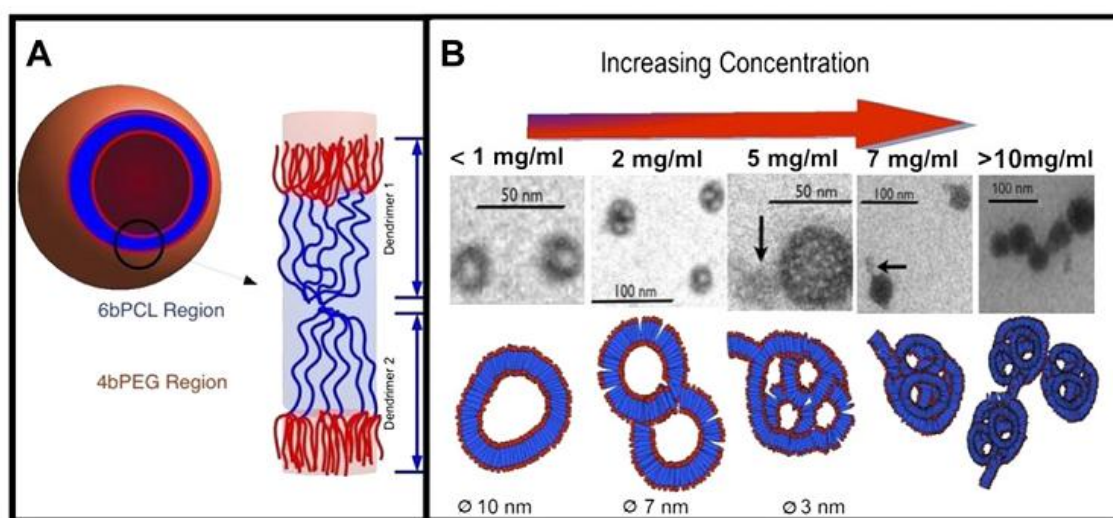 A
6bPCL Region
4bPEG Region
Dendrimer 1
Dendrimer 2
B
Increasing Concentration
< 1 mg/ml
2 mg/ml
5 mg/ml
7 mg/ml
>10mg/ml
50 nm
100 nm
50 nm
100 nm
100 nm
∅ 10 nm
∅ 7 nm
∅ 3 nm